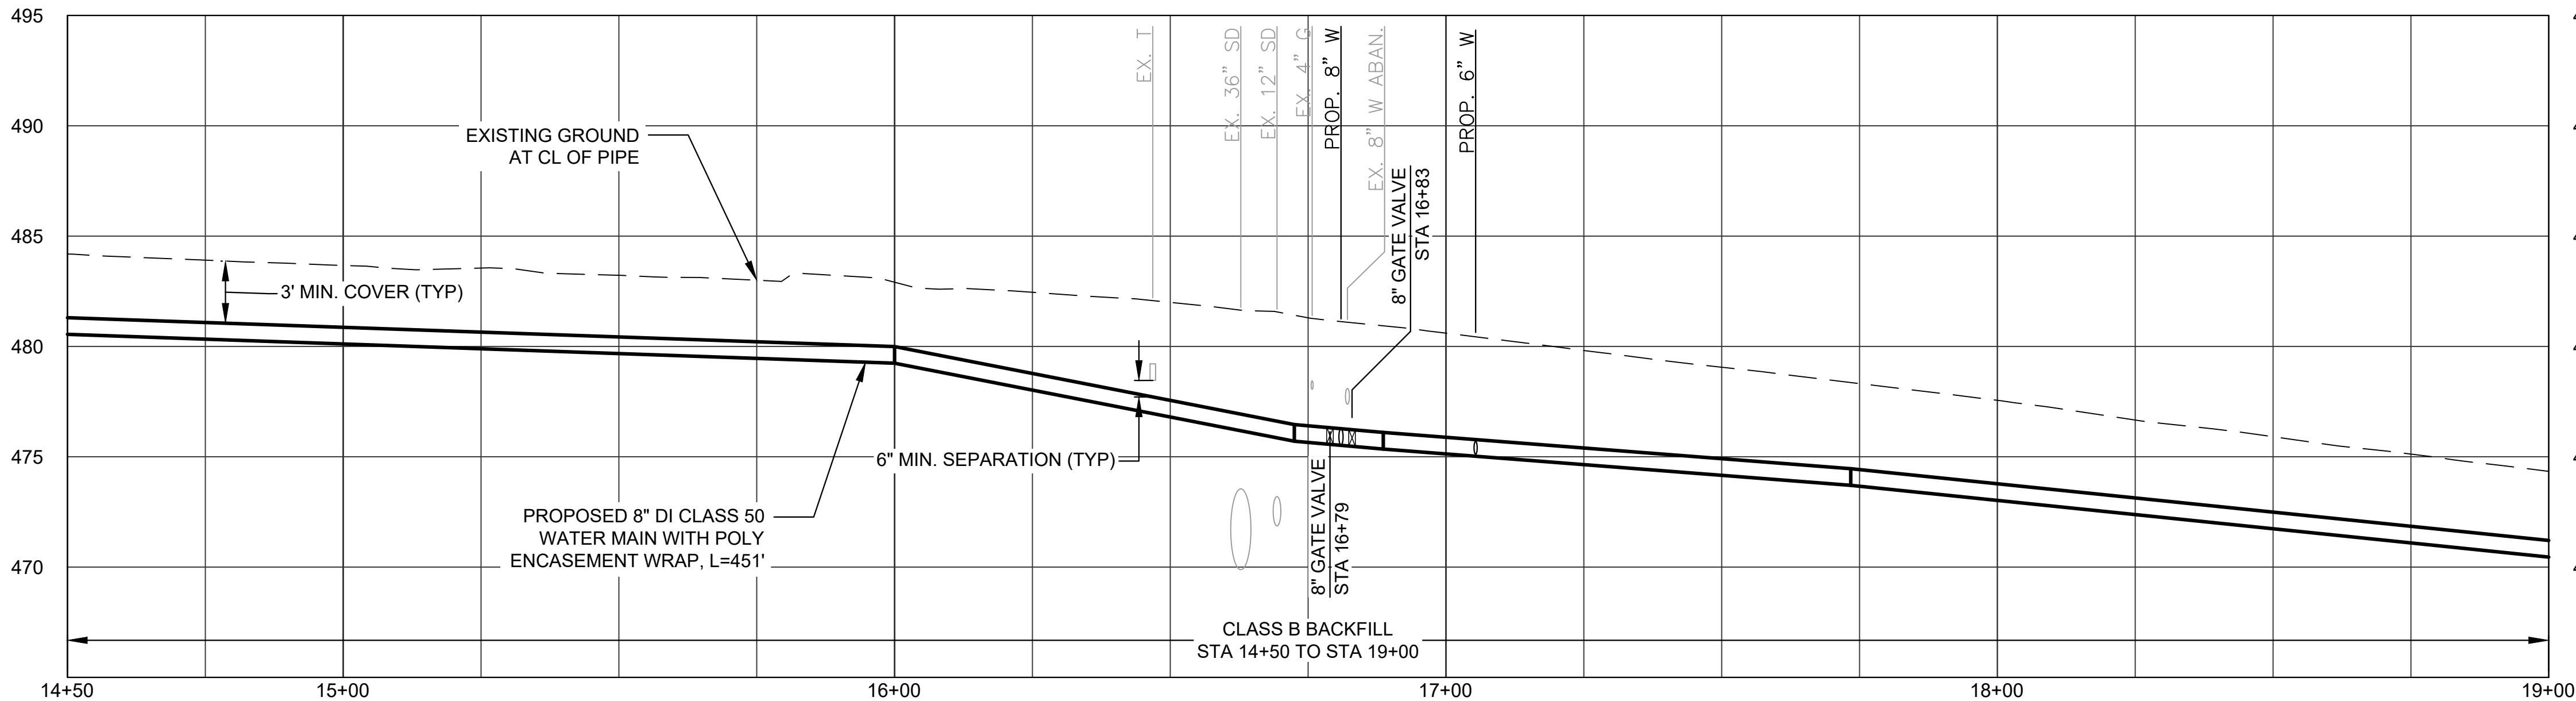 495
490
485
480
475
470
EX. T
EX. 36" SD
EX. 12" SD
EX. 4" G
PROP. 8" W
EX. 8" W ABAN.
PROP. 6" W
EXISTING GROUND
AT CL OF PIPE
8" GATE VALVE
STA 16+83
3' MIN. COVER (TYP)
6" MIN. SEPARATION (TYP)
PROPOSED 8" DI CLASS 50
WATER MAIN WITH POLY
ENCASEMENT WRAP, L=451'
8" GATE VALVE
STA 16+79
CLASS B BACKFILL
STA 14+50 TO STA 19+00
14+50
15+00
16+00
17+00
18+00
19+00